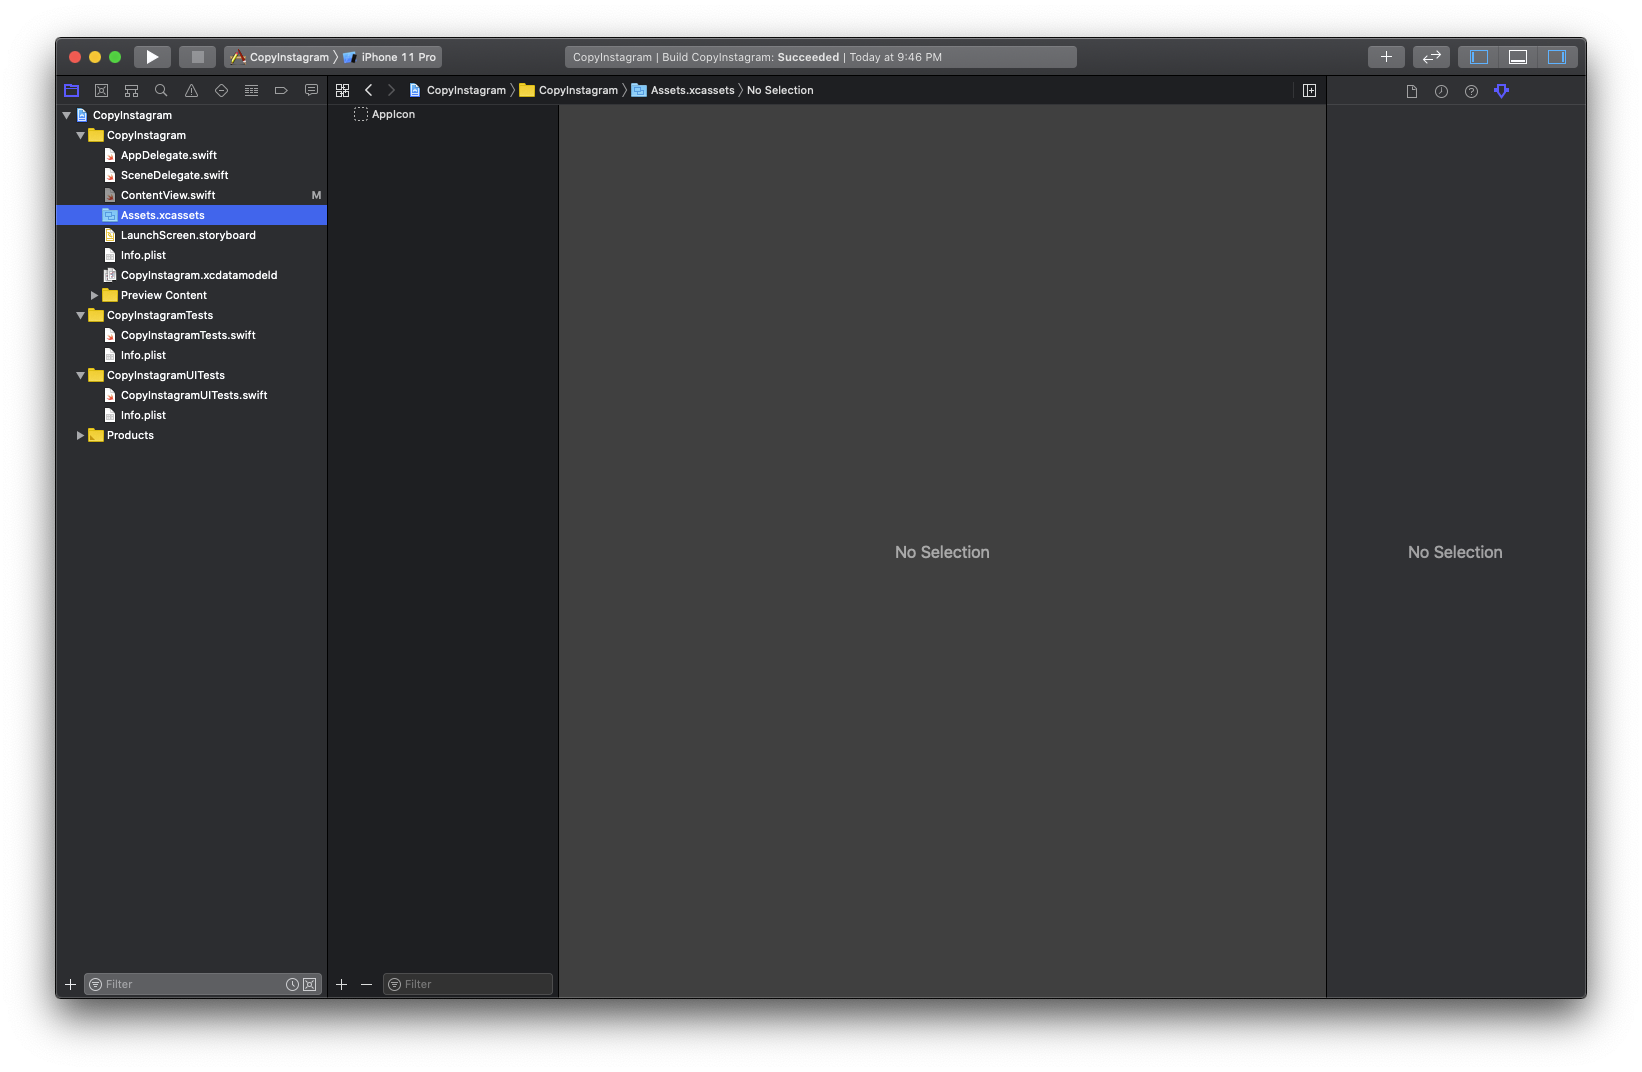 CopyInstagram iPhone 11 Pro
CopyInstagram | Build CopyInstagram: Succeeded | Today at 9:46 PM
CopyInstagram CopyInstagram Assets.xcassets No Selection
CopyInstagram
CopyInstagram
AppDelegate.swift
SceneDelegate.swift
ContentView.swift M
Assets.xcassets
LaunchScreen.storyboard
Info.plist
CopyInstagram.xcdatamodeld
Preview Content
CopyInstagramTests
CopyInstagramTests.swift
Info.plist
CopyInstagramUITests
CopyInstagramUITests.swift
Info.plist
Products
Filter
AppIcon
Filter
No Selection
No Selection